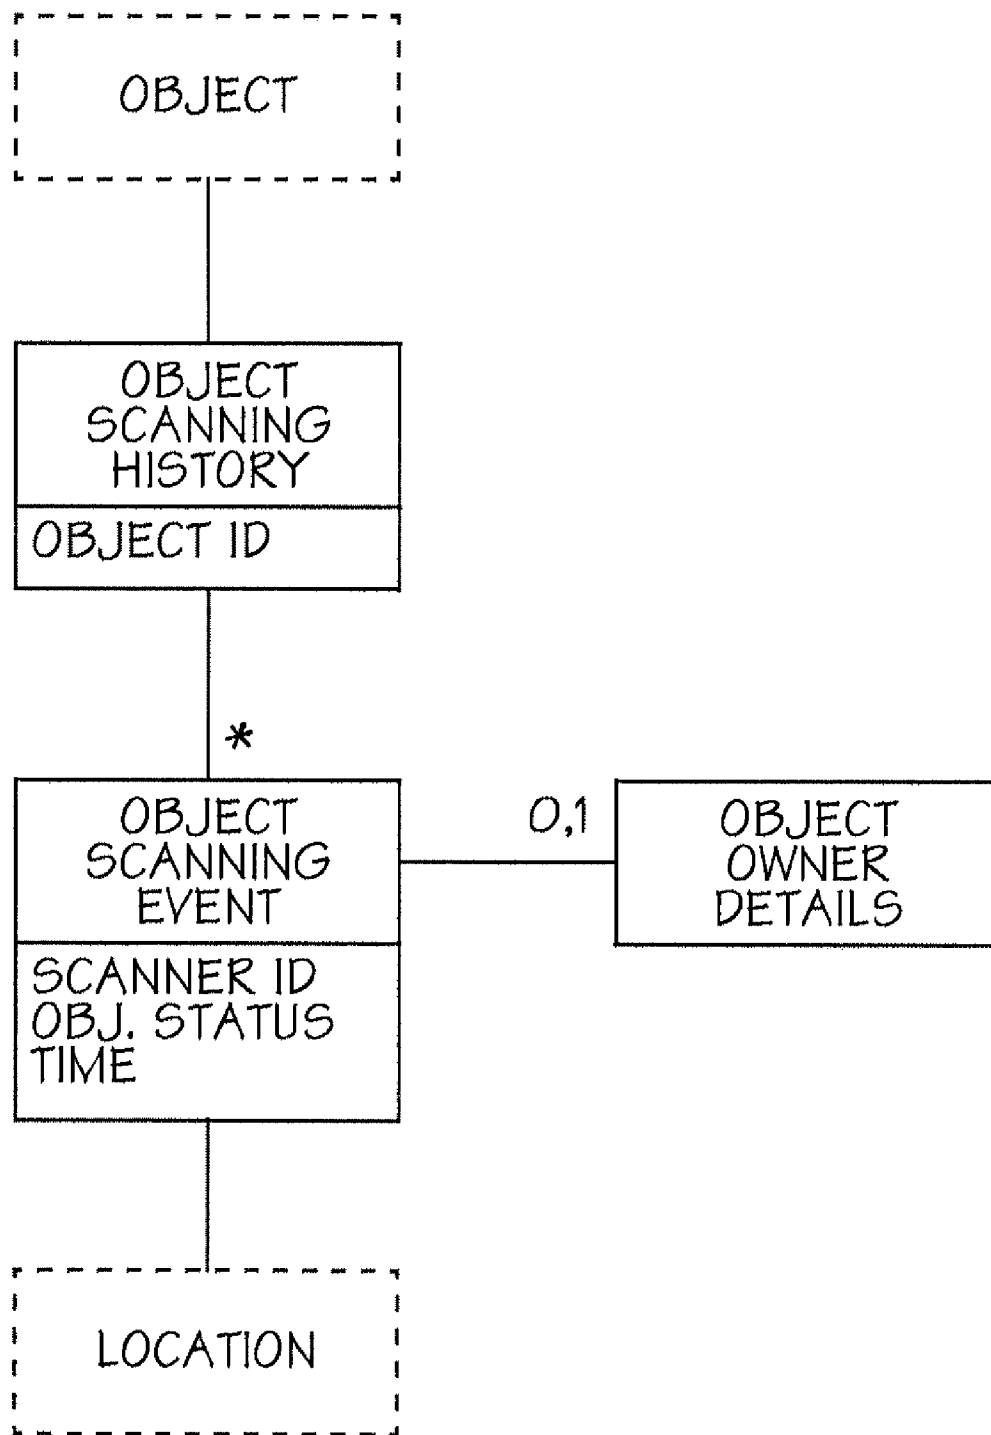 OBJECT
OBJECT
SCANNING
HISTORY
OBJECT ID
*
OBJECT
SCANNING
EVENT
0,1
OBJECT
OWNER
DETAILS
SCANNER ID
OBJ. STATUS
TIME
LOCATION